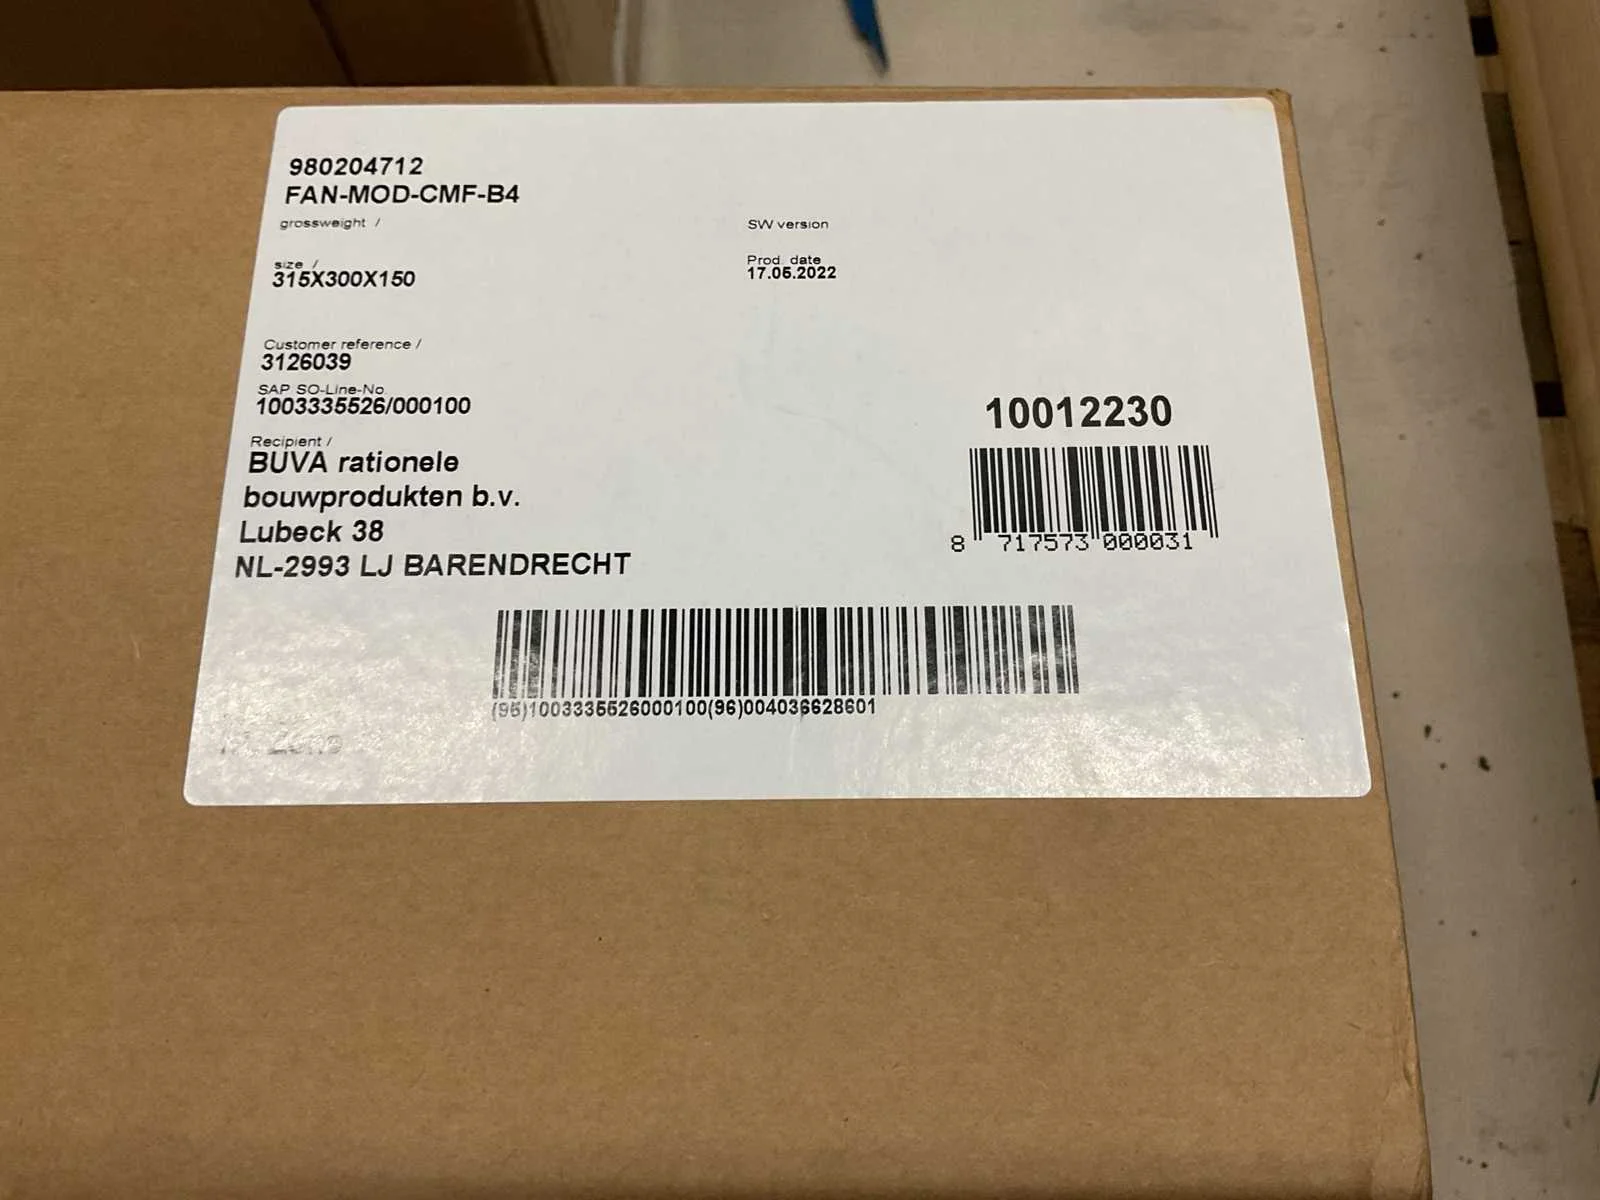 980204712
FAN-MOD-CMF-B4
grossweight /
SW version
size /
315X300X150
Prod. date
17.05.2022
Customer reference /
3126039
SAP SO-Line-No
1003335526/000100
10012230
Recipient /
BUVA rationele
bouwprodukten b.v.
Lubeck 38
NL-2993 LJ BARENDRECHT
8 717573 000031
(95)1003335526000100(96)004036628601